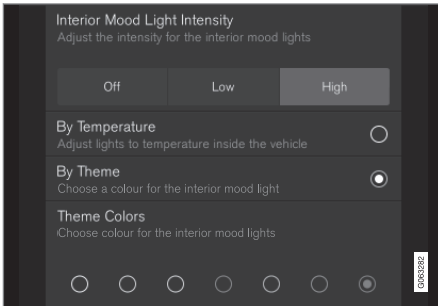 Interior Mood Light Intensity
Adjust the intensity for the interior mood lights
Off Low High
By Temperature
Adjust lights to temperature inside the vehicle
By Theme
Choose a colour for the interior mood light
Theme Colors
Choose colour for the interior mood lights
G063282